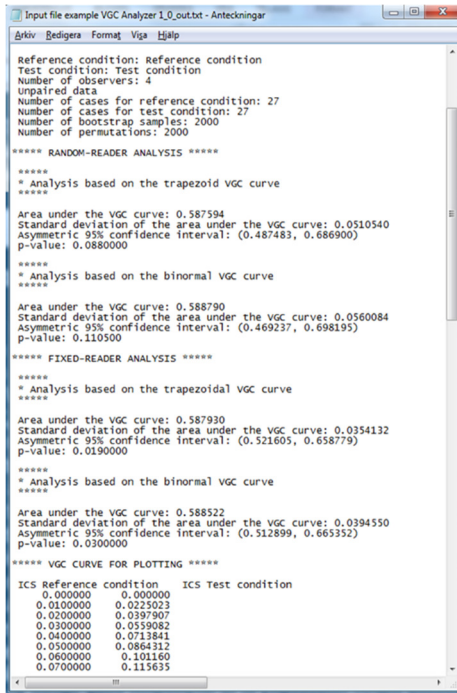 Input file example VGC Analyzer 1_0_out.txt - Anteckningar
Arkiv Redigera Format Visa Hjälp
Reference condition: Reference condition
Test condition: Test condition
Number of observers: 4
Unpaired data
Number of cases for reference condition: 27
Number of cases for test condition: 27
Number of bootstrap samples: 2000
Number of permutations: 2000
***** RANDOM-READER ANALYSIS *****
*****
* Analysis based on the trapezoid VGC curve
*****
Area under the VGC curve: 0.587594
Standard deviation of the area under the VGC curve: 0.0510540
Asymmetric 95% confidence interval: (0.487483, 0.686900)
p-value: 0.0880000
*****
* Analysis based on the binormal VGC curve
*****
Area under the VGC curve: 0.588790
Standard deviation of the area under the VGC curve: 0.0560084
Asymmetric 95% confidence interval: (0.469237, 0.698195)
p-value: 0.110500
***** FIXED-READER ANALYSIS *****
*****
* Analysis based on the trapezoidal VGC curve
*****
Area under the VGC curve: 0.587930
Standard deviation of the area under the VGC curve: 0.0354132
Asymmetric 95% confidence interval: (0.521605, 0.658779)
p-value: 0.0190000
*****
* Analysis based on the binormal VGC curve
*****
Area under the VGC curve: 0.588522
Standard deviation of the area under the VGC curve: 0.0394550
Asymmetric 95% confidence interval: (0.512899, 0.665352)
p-value: 0.0300000
***** VGC CURVE FOR PLOTTING *****
ICS Reference condition ICS Test condition
0.000000 0.000000
0.0100000 0.0225023
0.0200000 0.0397907
0.0300000 0.0559082
0.0400000 0.0713841
0.0500000 0.0864312
0.0600000 0.101160
0.0700000 0.115635